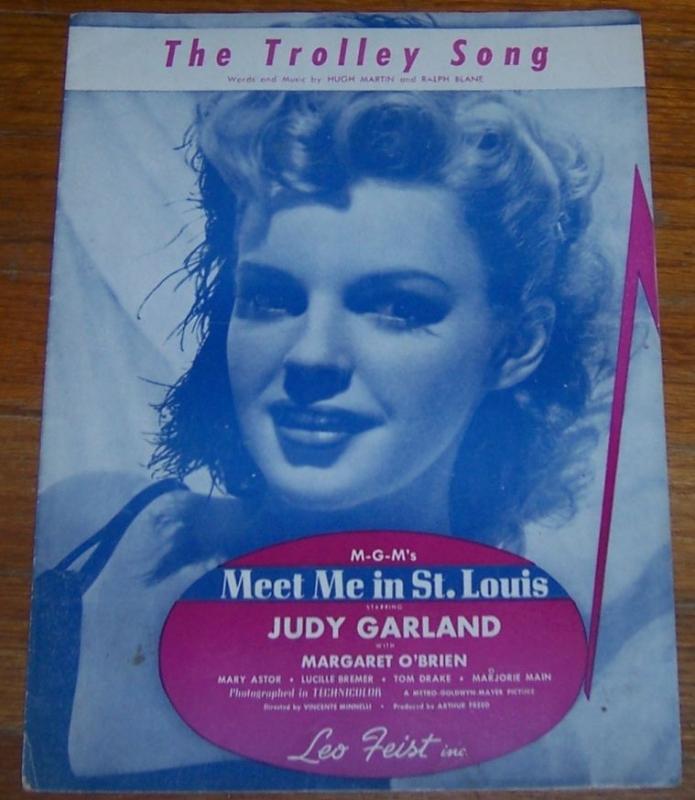 The Trolley Song
Words and Music by HUGH MARTIN and RALPH BLANE
M-G-M's
Meet Me in St. Louis
STARRING
JUDY GARLAND
WITH
MARGARET O'BRIEN
MARY ASTOR • LUCILLE BREMER • TOM DRAKE • MARJORIE MAIN
Photographed in TECHNICOLOR A METRO-GOLDWYN-MAYER PICTURE
Directed by VINCENTE MINNELLI • Produced by ARTHUR FREED
Leo Feist inc.